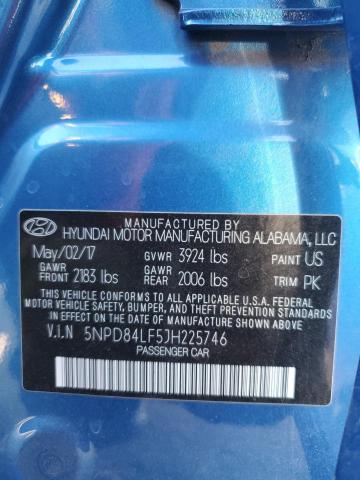 MANUFACTURED BY
HYUNDAI MOTOR MANUFACTURING ALABAMA, LLC
May/02/17 GVWR 3924 lbs PAINT US
GAWR FRONT 2183 lbs GAWR REAR 2006 lbs TRIM PK
THIS VEHICLE CONFORMS TO ALL APPLICABLE U.S.A. FEDERAL
MOTOR VEHICLE SAFETY, BUMPER, AND THEFT PREVENTION
STANDARDS IN EFFECT ON THE DATE OF MANUFACTURE SHOWN ABOVE.
V.I.N 5NPD84LF5JH225746
PASSENGER CAR